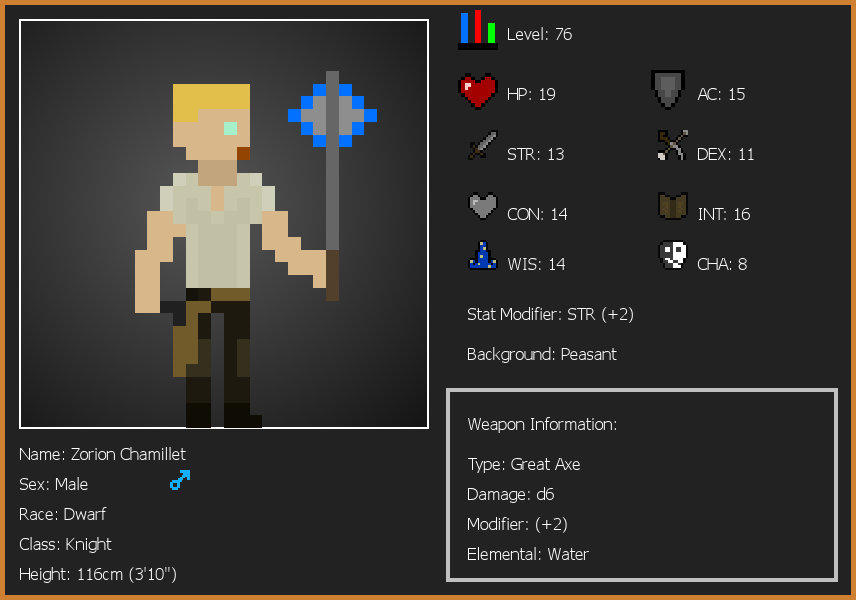 Level: 76
HP: 19
AC: 15
STR: 13
DEX: 11
CON: 14
INT: 16
WIS: 14
CHA: 8
Stat Modifier: STR (+2)
Background: Peasant
Weapon Information:
Type: Great Axe
Damage: d6
Modifier: (+2)
Elemental: Water
Name: Zorion Chamillet
Sex: Male
Race: Dwarf
Class: Knight
Height: 116cm (3'10")